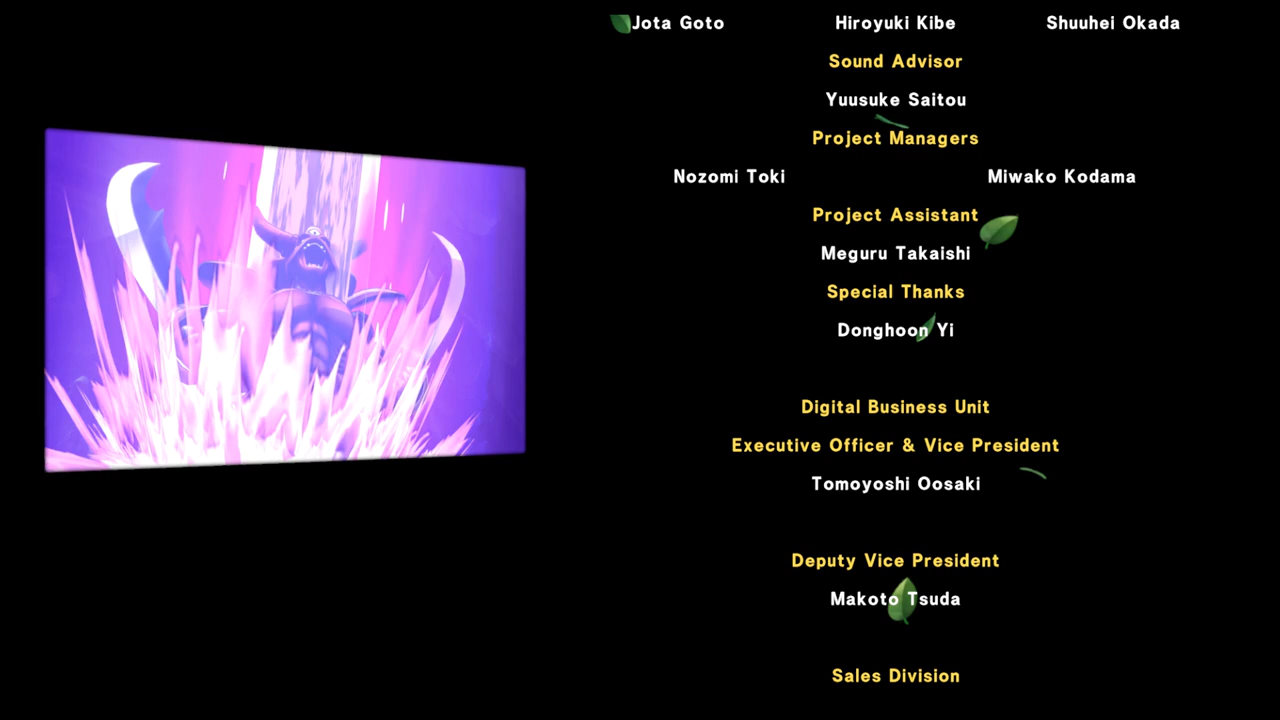 Jota Goto Hiroyuki Kibe Shuuhei Okada
Sound Advisor
Yuusuke Saitou
Project Managers
Nozomi Toki Miwako Kodama
Project Assistant
Meguru Takaishi
Special Thanks
Donghoon Yi
Digital Business Unit
Executive Officer & Vice President
Tomoyoshi Oosaki
Deputy Vice President
Makoto Tsuda
Sales Division